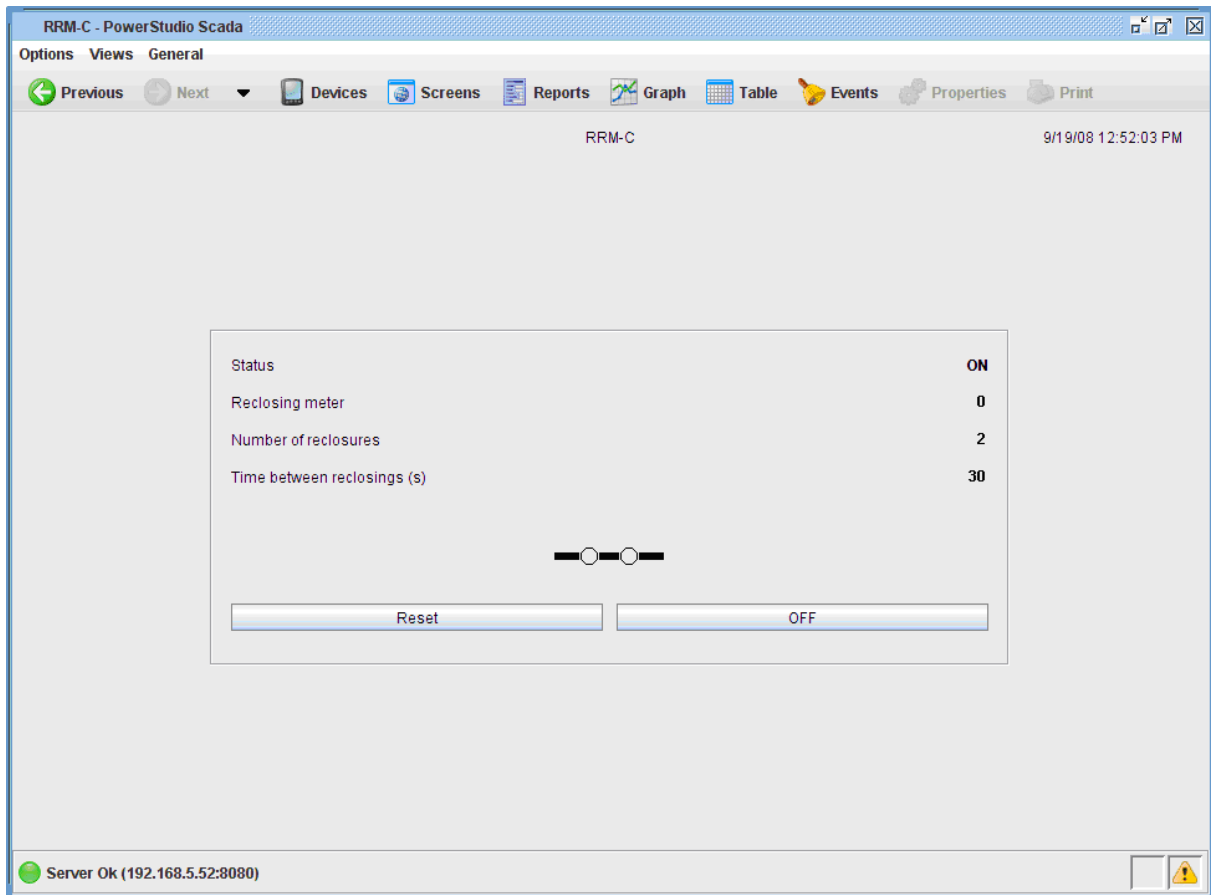 RRM-C - PowerStudio Scada
Options Views General
Previous Next Devices Screens Reports Graph Table Events Properties Print
RRM-C 9/19/08 12:52:03 PM
Status ON
Reclosing meter 0
Number of reclosures 2
Time between reclosings (s) 30
Reset OFF
Server Ok (192.168.5.52:8080)